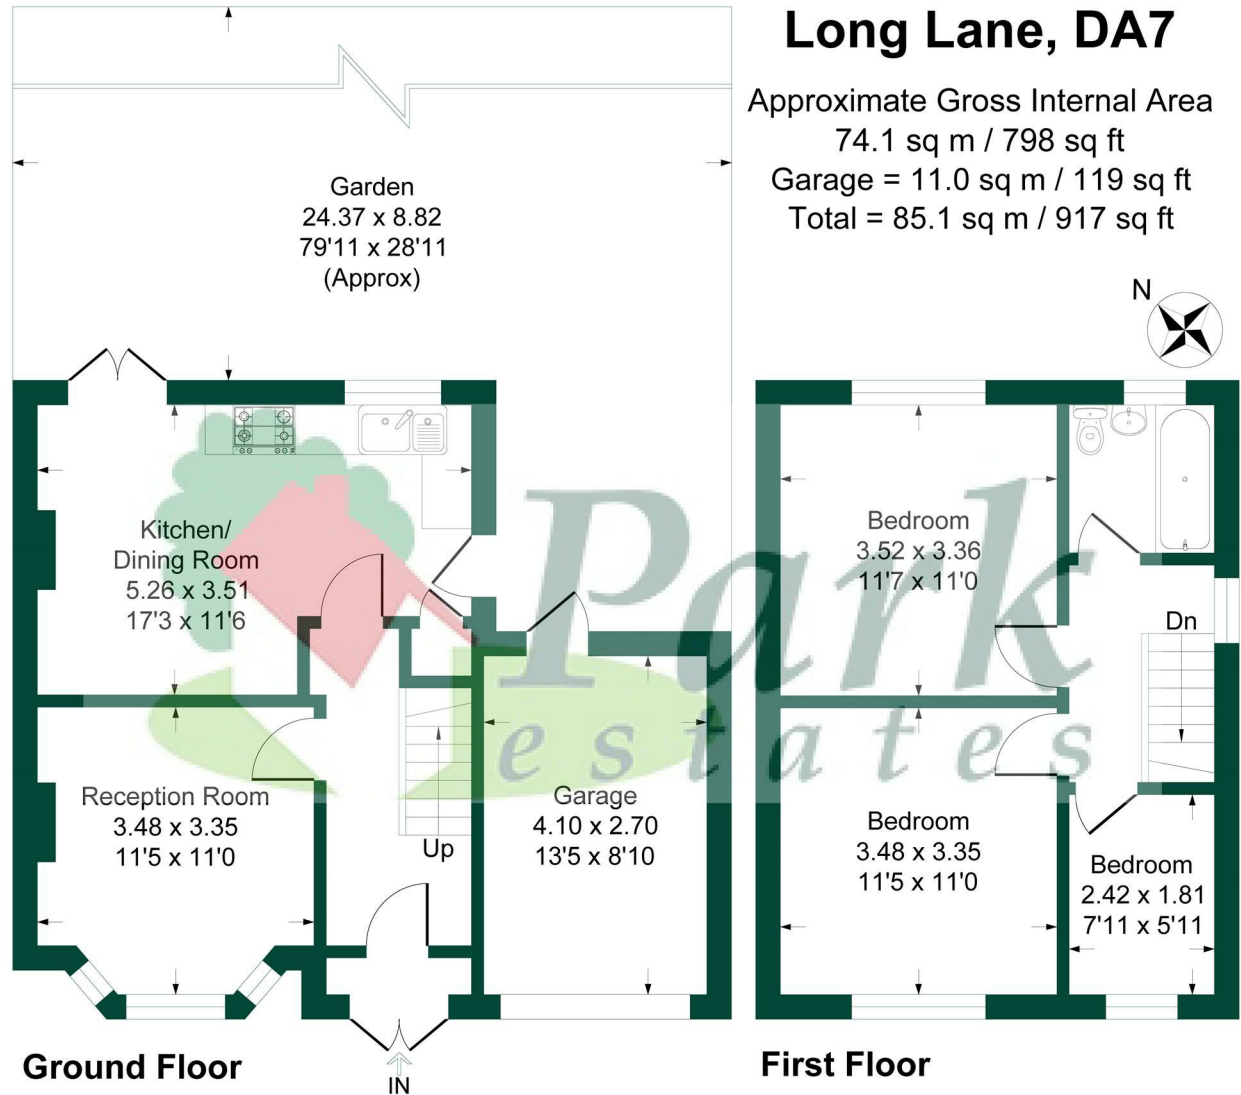 Long Lane, DA7
Approximate Gross Internal Area
74.1 sq m / 798 sq ft
Garage = 11.0 sq m / 119 sq ft
Total = 85.1 sq m / 917 sq ft
N
Garden
24.37 x 8.82
79'11 x 28'11
(Approx)
Kitchen/
Dining Room
5.26 x 3.51
17'3 x 11'6
Reception Room
3.48 x 3.35
11'5 x 11'0
Up
Garage
4.10 x 2.70
13'5 x 8'10
IN
Ground Floor
Park
estates
Bedroom
3.52 x 3.36
11'7 x 11'0
Dn
Bedroom
3.48 x 3.35
11'5 x 11'0
Bedroom
2.42 x 1.81
7'11 x 5'11
First Floor